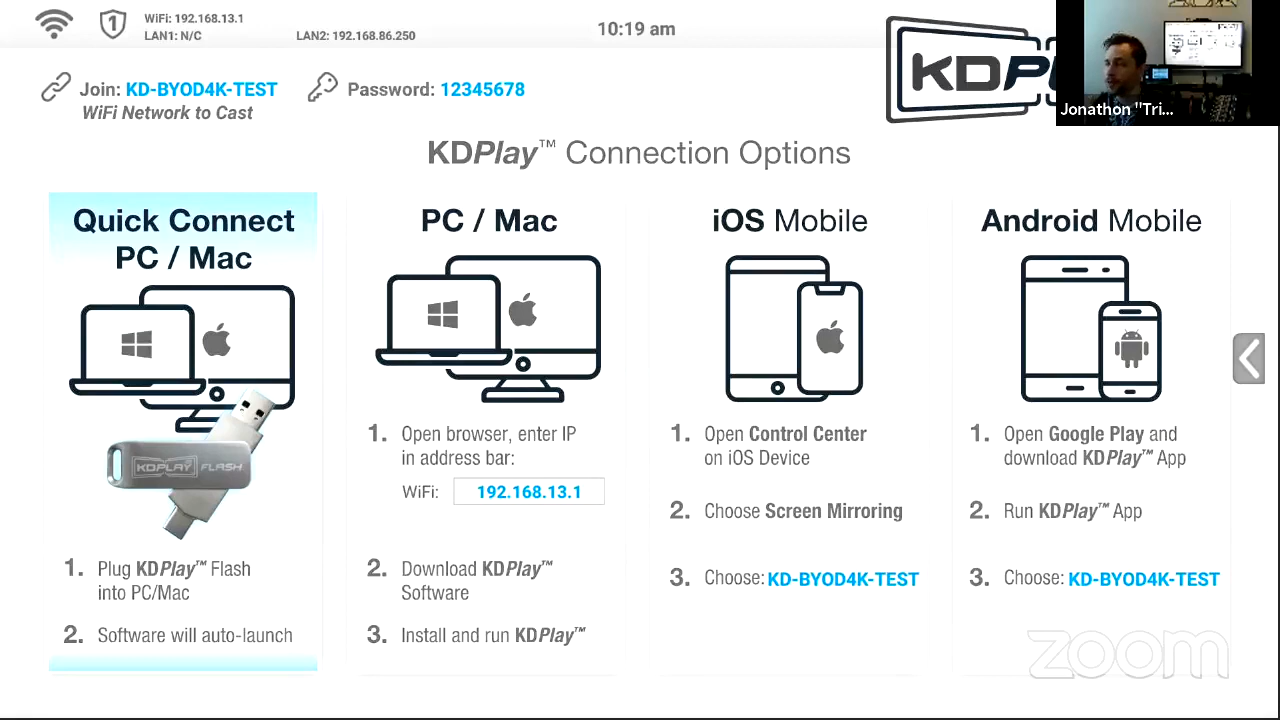 WiFi: 192.168.13.1
LAN1: N/C
LAN2: 192.168.86.250
10:19 am
1
Join: KD-BYOD4K-TEST
WiFi Network to Cast
Password: 12345678
Jonathon "Tri...
KDPlay™ Connection Options
Quick Connect
PC / Mac
KDPLAY FLASH
1. Plug KDPlay™ Flash
into PC/Mac
2. Software will auto-launch
PC / Mac
1. Open browser, enter IP
in address bar:
WiFi: 192.168.13.1
2. Download KDPlay™
Software
3. Install and run KDPlay™
iOS Mobile
1. Open Control Center
on iOS Device
2. Choose Screen Mirroring
3. Choose: KD-BYOD4K-TEST
Android Mobile
1. Open Google Play and
download KDPlay™ App
2. Run KDPlay™ App
3. Choose: KD-BYOD4K-TEST
zoom